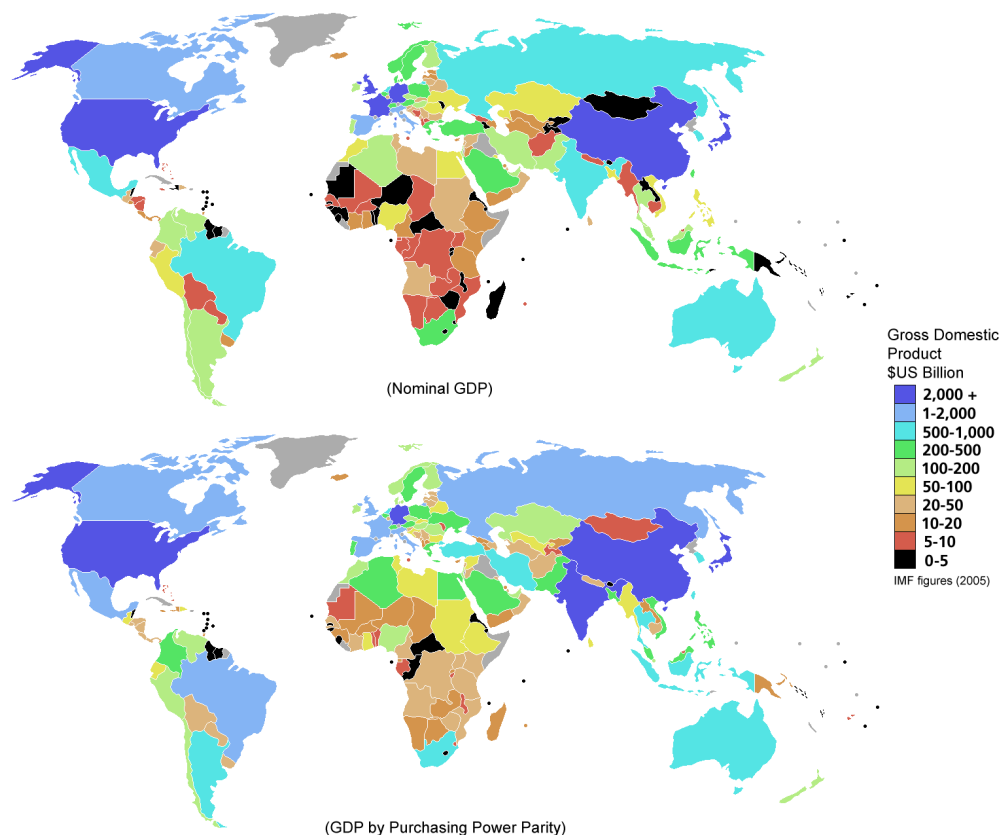 (Nominal GDP)
Gross Domestic
Product
$US Billion
2,000 +
1-2,000
500-1,000
200-500
100-200
50-100
20-50
10-20
5-10
0-5
IMF figures (2005)
(GDP by Purchasing Power Parity)